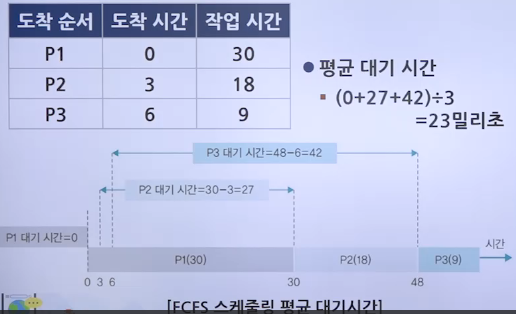 도착 순서 도착 시간 작업 시간
P1 0 30
P2 3 18
P3 6 9
● 평균 대기 시간
▪ (0+27+42)÷3
=23밀리초
P3 대기 시간=48-6=42
P2 대기 시간=30-3=27
P1 대기 시간=0
P1(30) P2(18) P3(9) 시간
0 3 6 30 48
[FCFS 스케줄링 평균 대기시간]